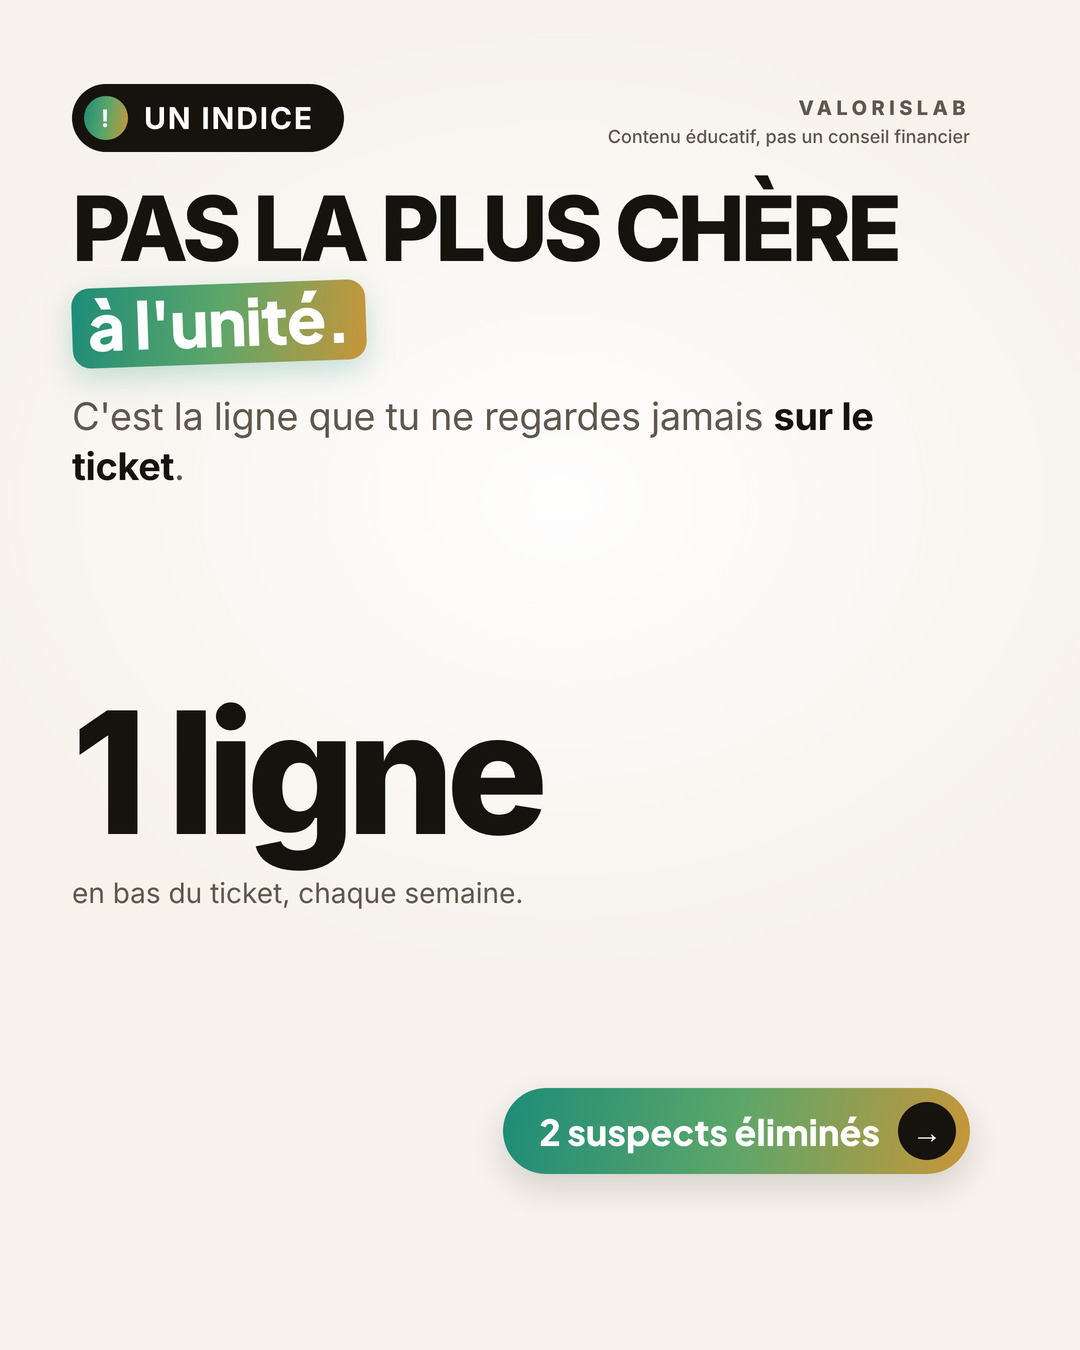 ! UN INDICE
VALORISLAB
Contenu éducatif, pas un conseil financier
PAS LA PLUS CHÈRE
à l'unité.
C'est la ligne que tu ne regardes jamais sur le
ticket.
1 ligne
en bas du ticket, chaque semaine.
2 suspects éliminés →